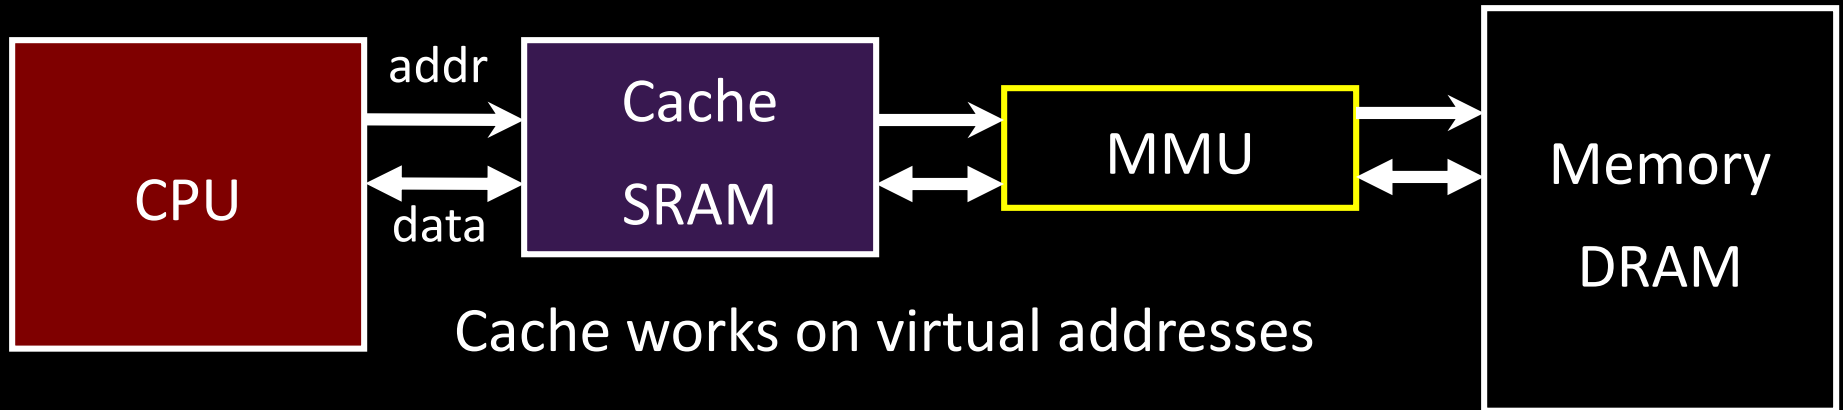 CPU
addr
data
Cache
SRAM
MMU
Memory
DRAM
Cache works on virtual addresses